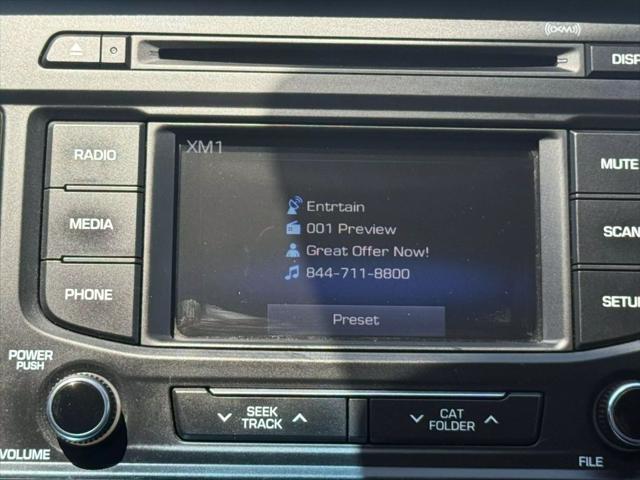 ((XM))
DISP
RADIO
XM1
MUTE
Entrtain
001 Preview
MEDIA
Great Offer Now!
SCAN
844-711-8800
PHONE
SETUP
Preset
POWER
PUSH
SEEK
TRACK
CAT
FOLDER
VOLUME
FILE